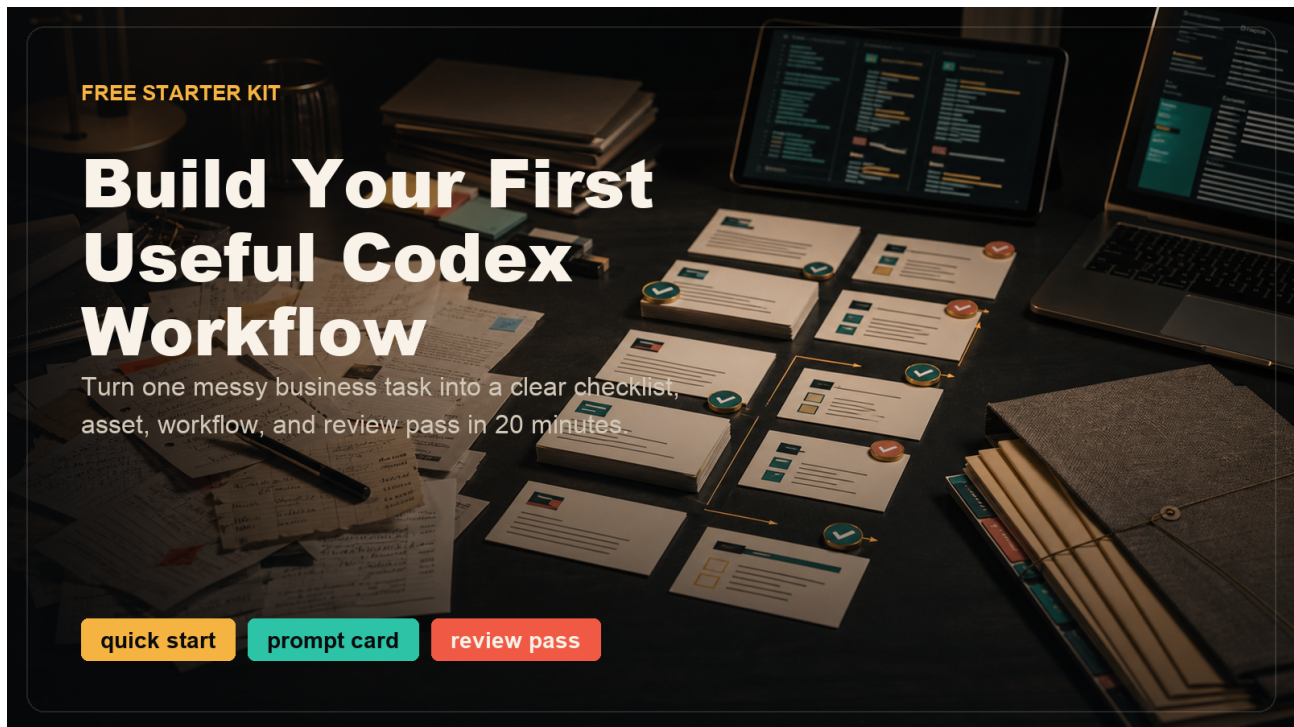 FREE STARTER KIT
Build Your First
Useful Codex
Workflow
Turn one messy business task into a clear checklist,
asset, workflow, and review pass in 20 minutes.
quick start
prompt card
review pass